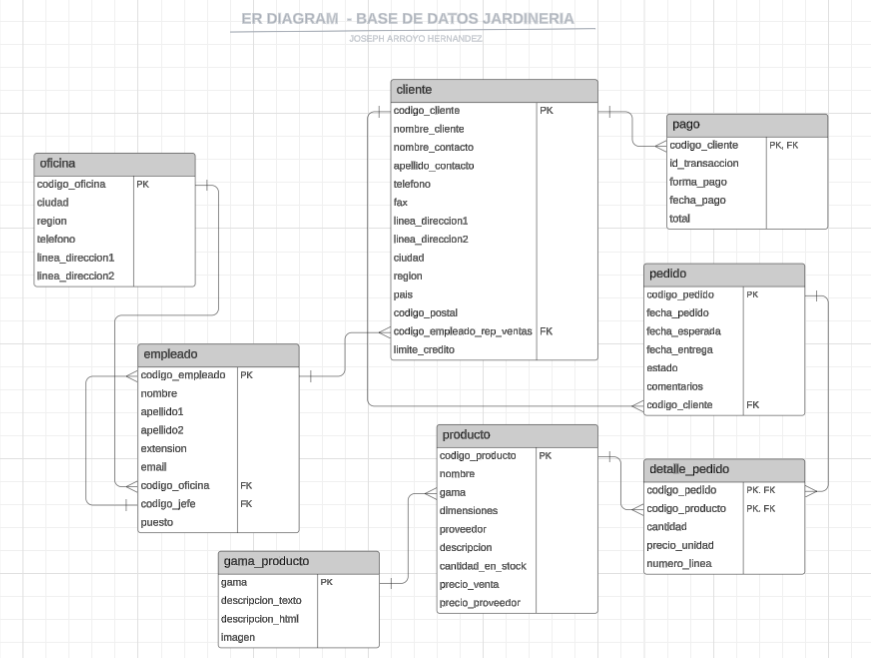 ER DIAGRAM - BASE DE DATOS JARDINERIA
JOSEPH ARROYO HERNANDEZ
cliente
codigo_cliente PK
nombre_cliente
nombre_contacto
apellido_contacto
telefono
fax
linea_direccion1
linea_direccion2
ciudad
region
pais
codigo_postal
codigo_empleado_rep_ventas FK
limite_credito
pago
codigo_cliente PK, FK
id_transaccion
forma_pago
fecha_pago
total
oficina
codigo_oficina PK
ciudad
region
telefono
linea_direccion1
linea_direccion2
pedido
codigo_pedido PK
fecha_pedido
fecha_esperada
fecha_entrega
estado
comentarios
codigo_cliente FK
empleado
codigo_empleado PK
nombre
apellido1
apellido2
extension
email
codigo_oficina FK
codigo_jefe FK
puesto
producto
codigo_producto PK
nombre
gama
dimensiones
proveedor
descripcion
cantidad_en_stock
precio_venta
precio_proveedor
detalle_pedido
codigo_pedido PK. FK
codigo_producto PK. FK
cantidad
precio_unidad
numero_linea
gama_producto
gama PK
descripcion_texto
descripcion_html
imagen